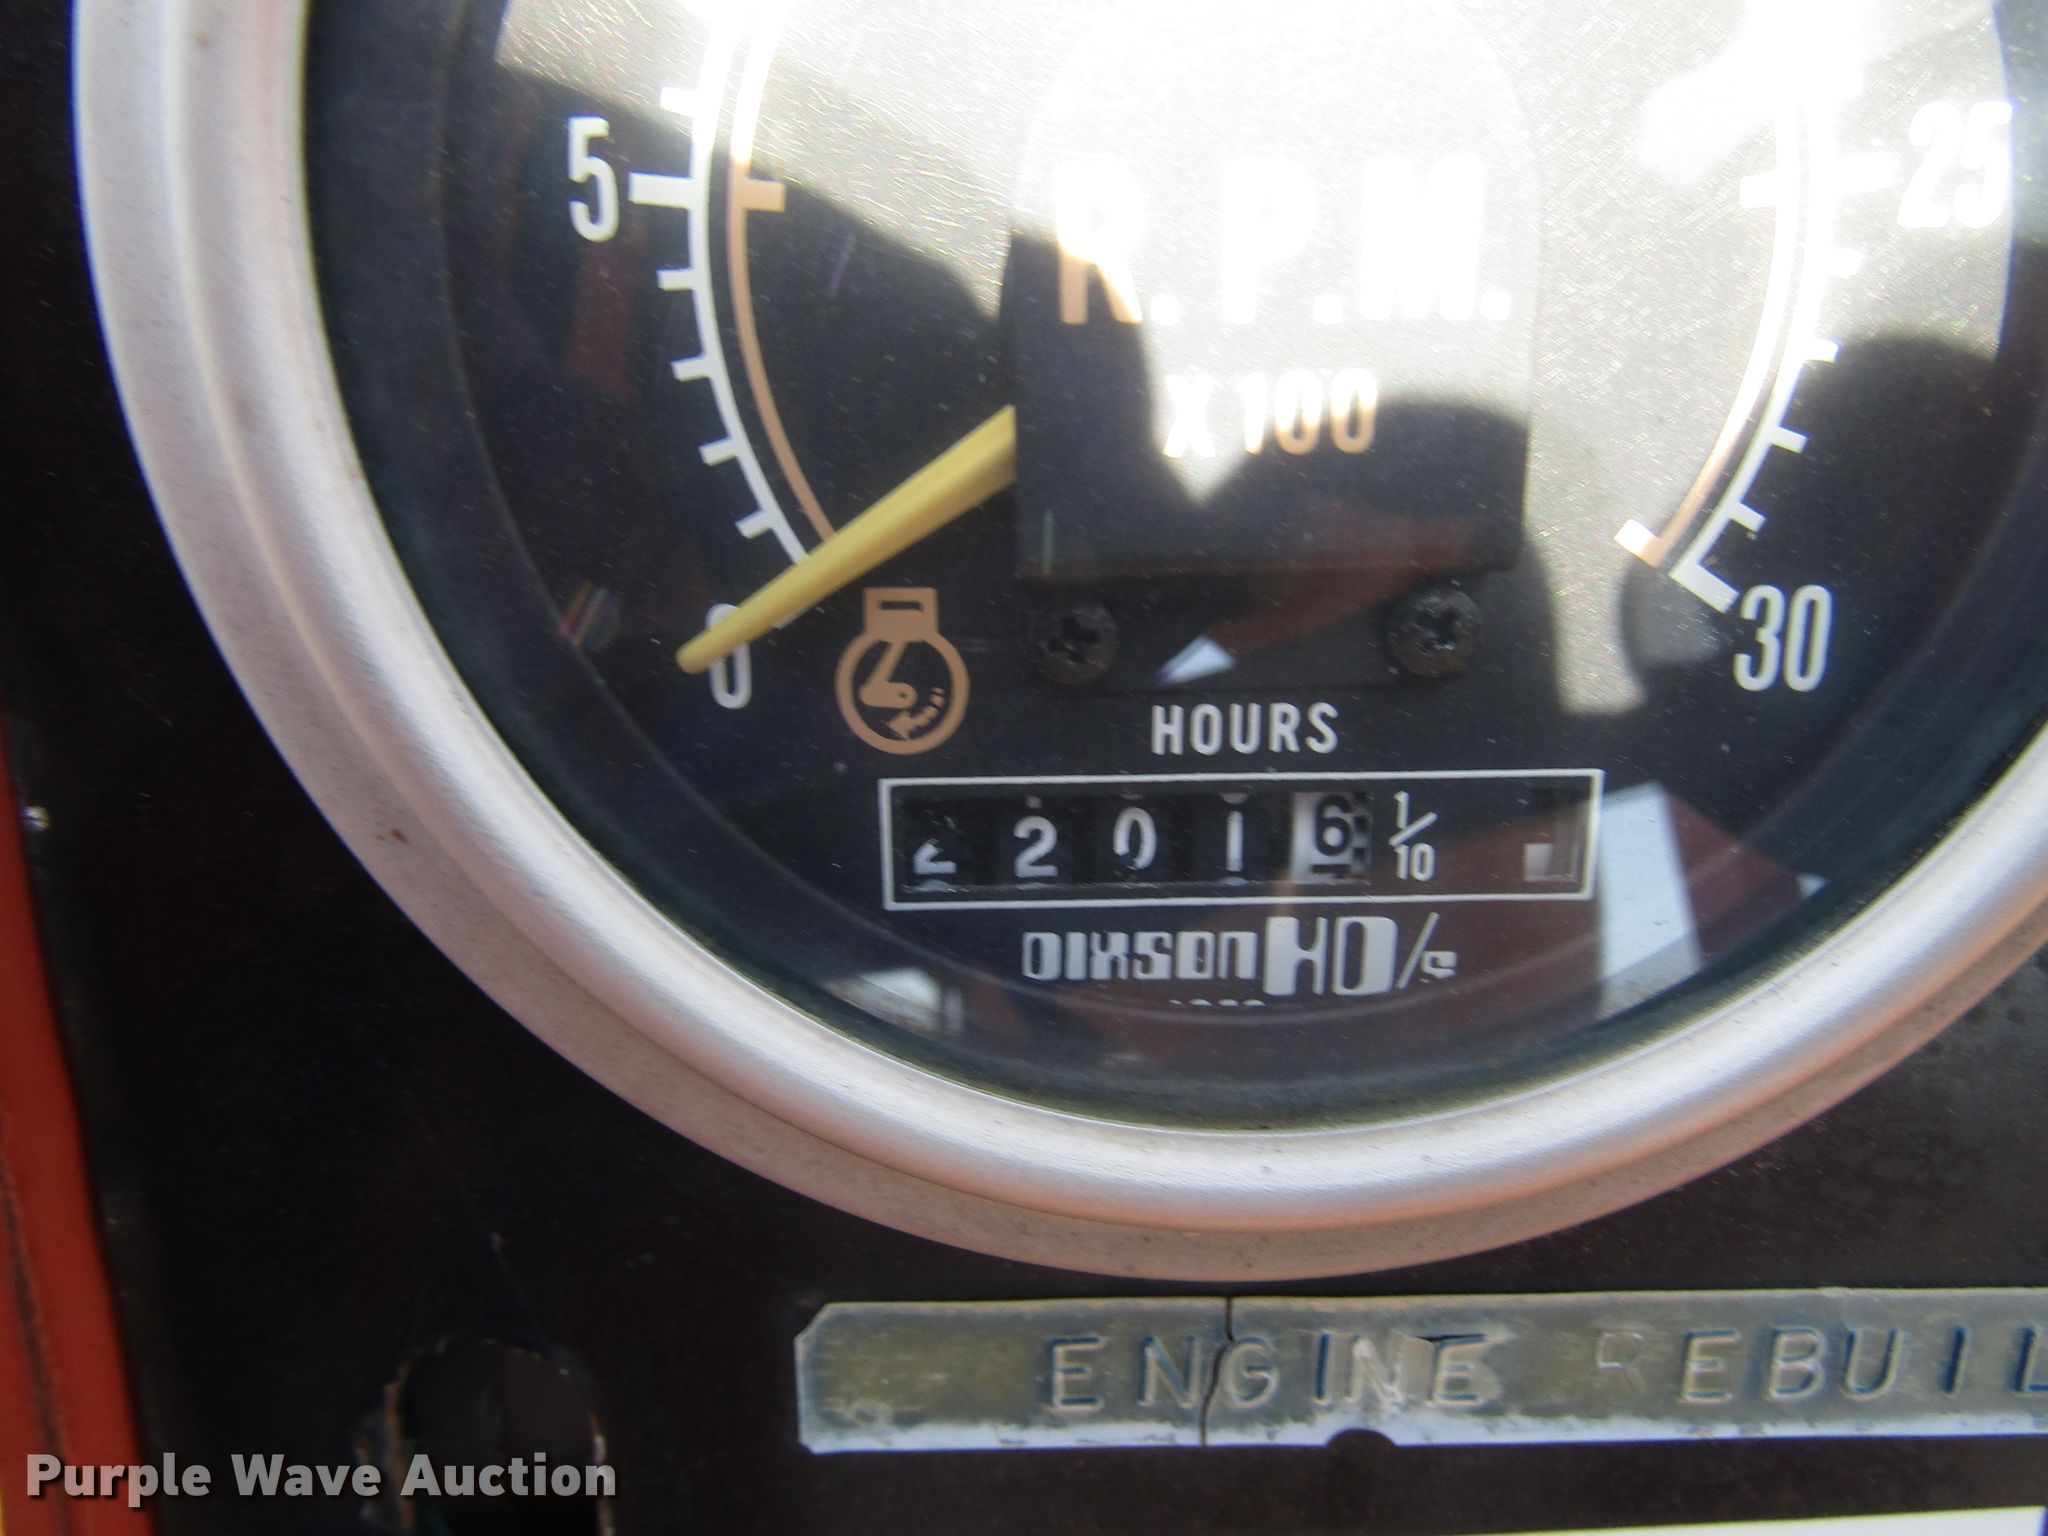 5
25
R.P.M.
X100
0
30
HOURS
2 2 0 1 6 1/10
DIXSON HD/s
ENGINE REBUIL
Purple Wave Auction